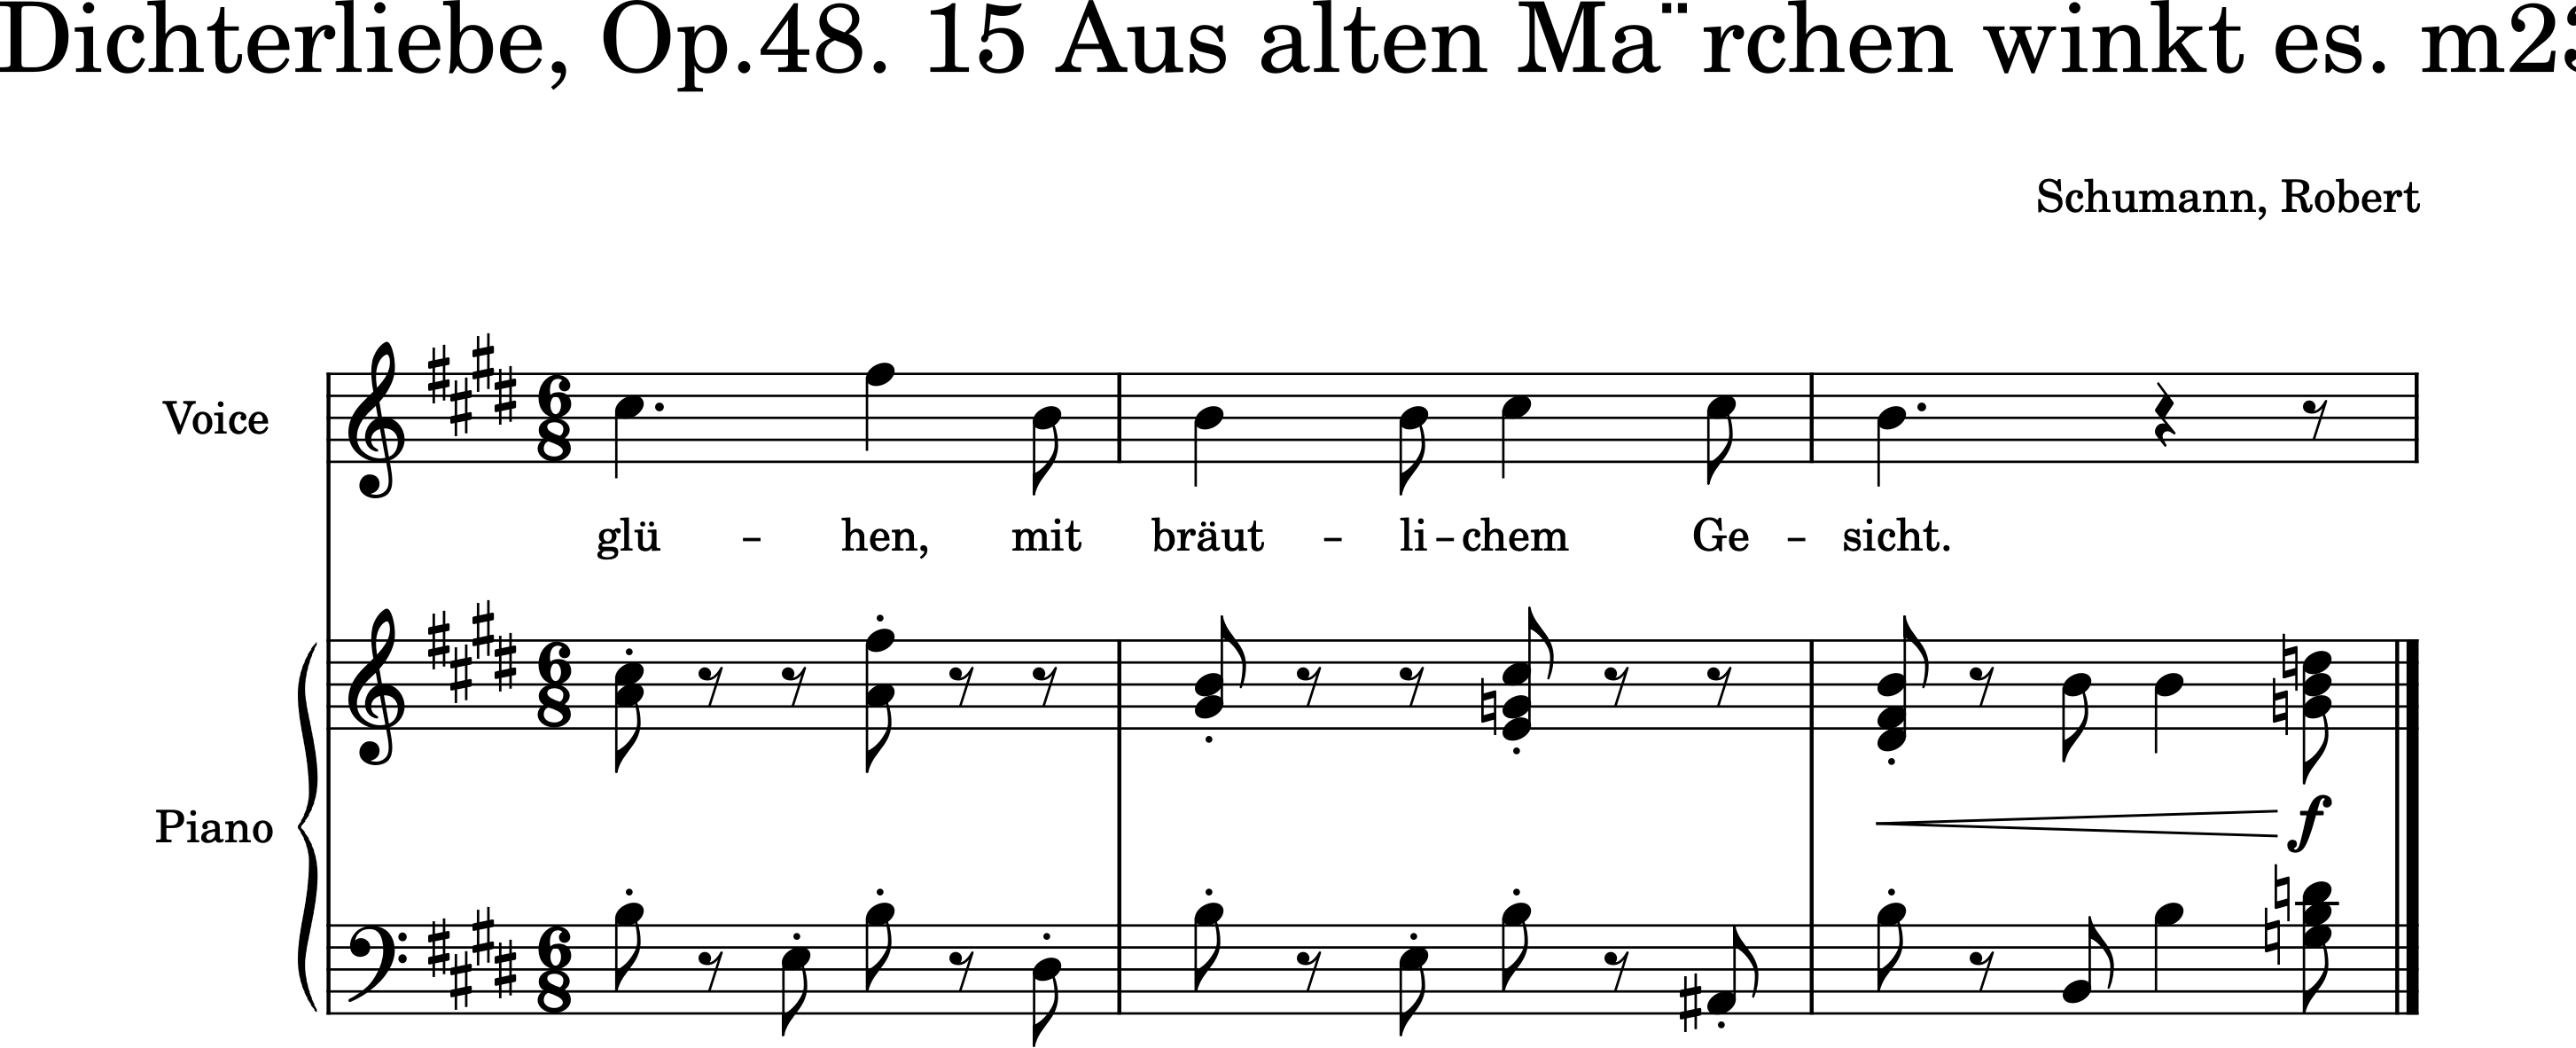 Dichterliebe, Op.48. 15 Aus alten Ma¨rchen winkt es. m23
Schumann, Robert
Voice
glü – hen, mit bräut – li – chem Ge – sicht.
Piano
f